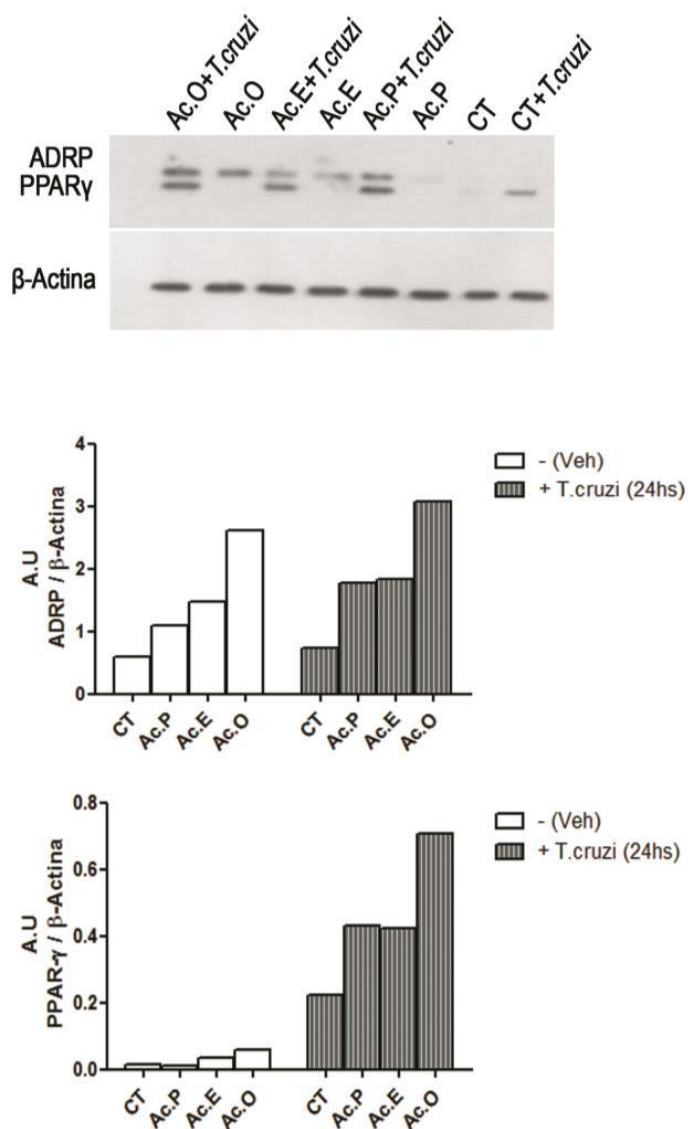 Ac.O+T.cruzi
Ac.O
Ac.E+T.cruzi
Ac.E
Ac.P+T.cruzi
Ac.P
CT
CT+T.cruzi
ADRP
PPARγ
β-Actina
4
3
2
1
0
A.U
ADRP / β-Actina
CT
Ac.P
Ac.E
Ac.O
CT
Ac.P
Ac.E
Ac.O
- (Veh)
+ T.cruzi (24hs)
0.8
0.6
0.4
0.2
0.0
A.U
PPAR-γ / β-Actina
CT
Ac.P
Ac.E
Ac.O
CT
Ac.P
Ac.E
Ac.O
- (Veh)
+ T.cruzi (24hs)